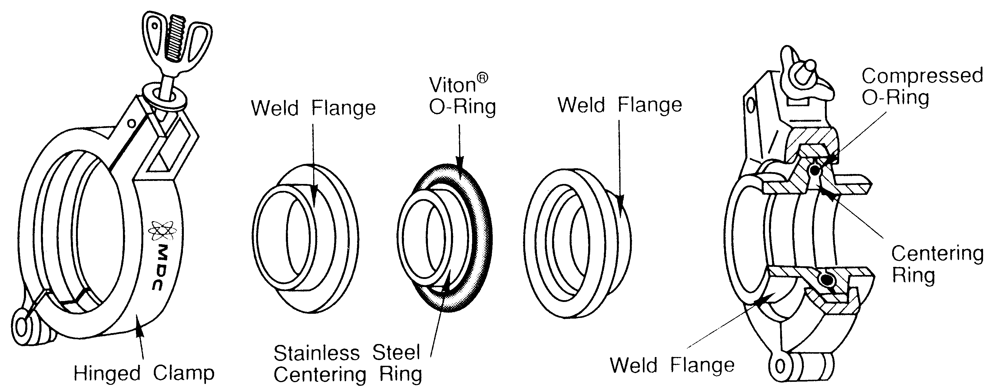 Viton®
O-Ring
Weld Flange
Weld Flange
Compressed
O-Ring
MDC
Centering
Ring
Stainless Steel
Centering Ring
Hinged Clamp
Weld Flange